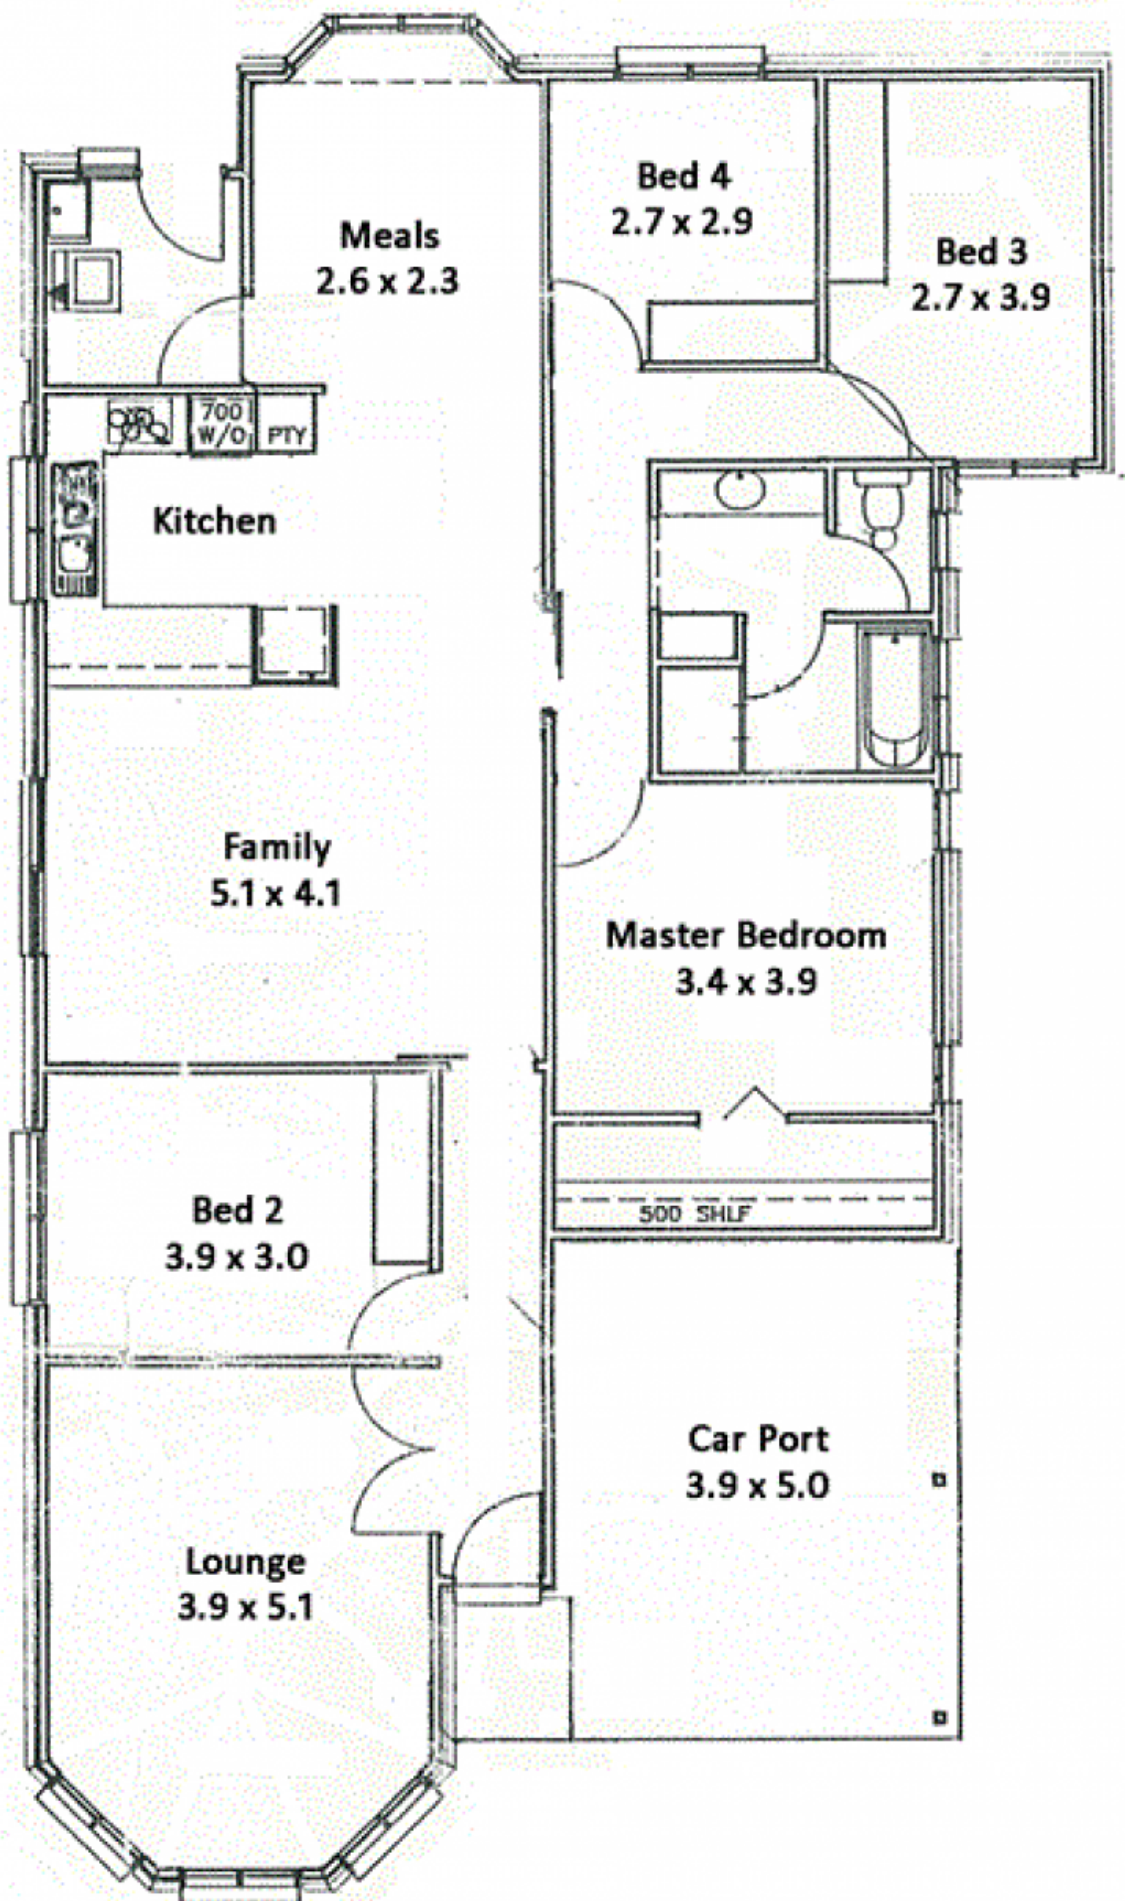 Bed 4
2.7 x 2.9
Meals
2.6 x 2.3
Bed 3
2.7 x 3.9
700
W/O
PTY
Kitchen
Family
5.1 x 4.1
Master Bedroom
3.4 x 3.9
500 SHLF
Bed 2
3.9 x 3.0
Car Port
3.9 x 5.0
Lounge
3.9 x 5.1